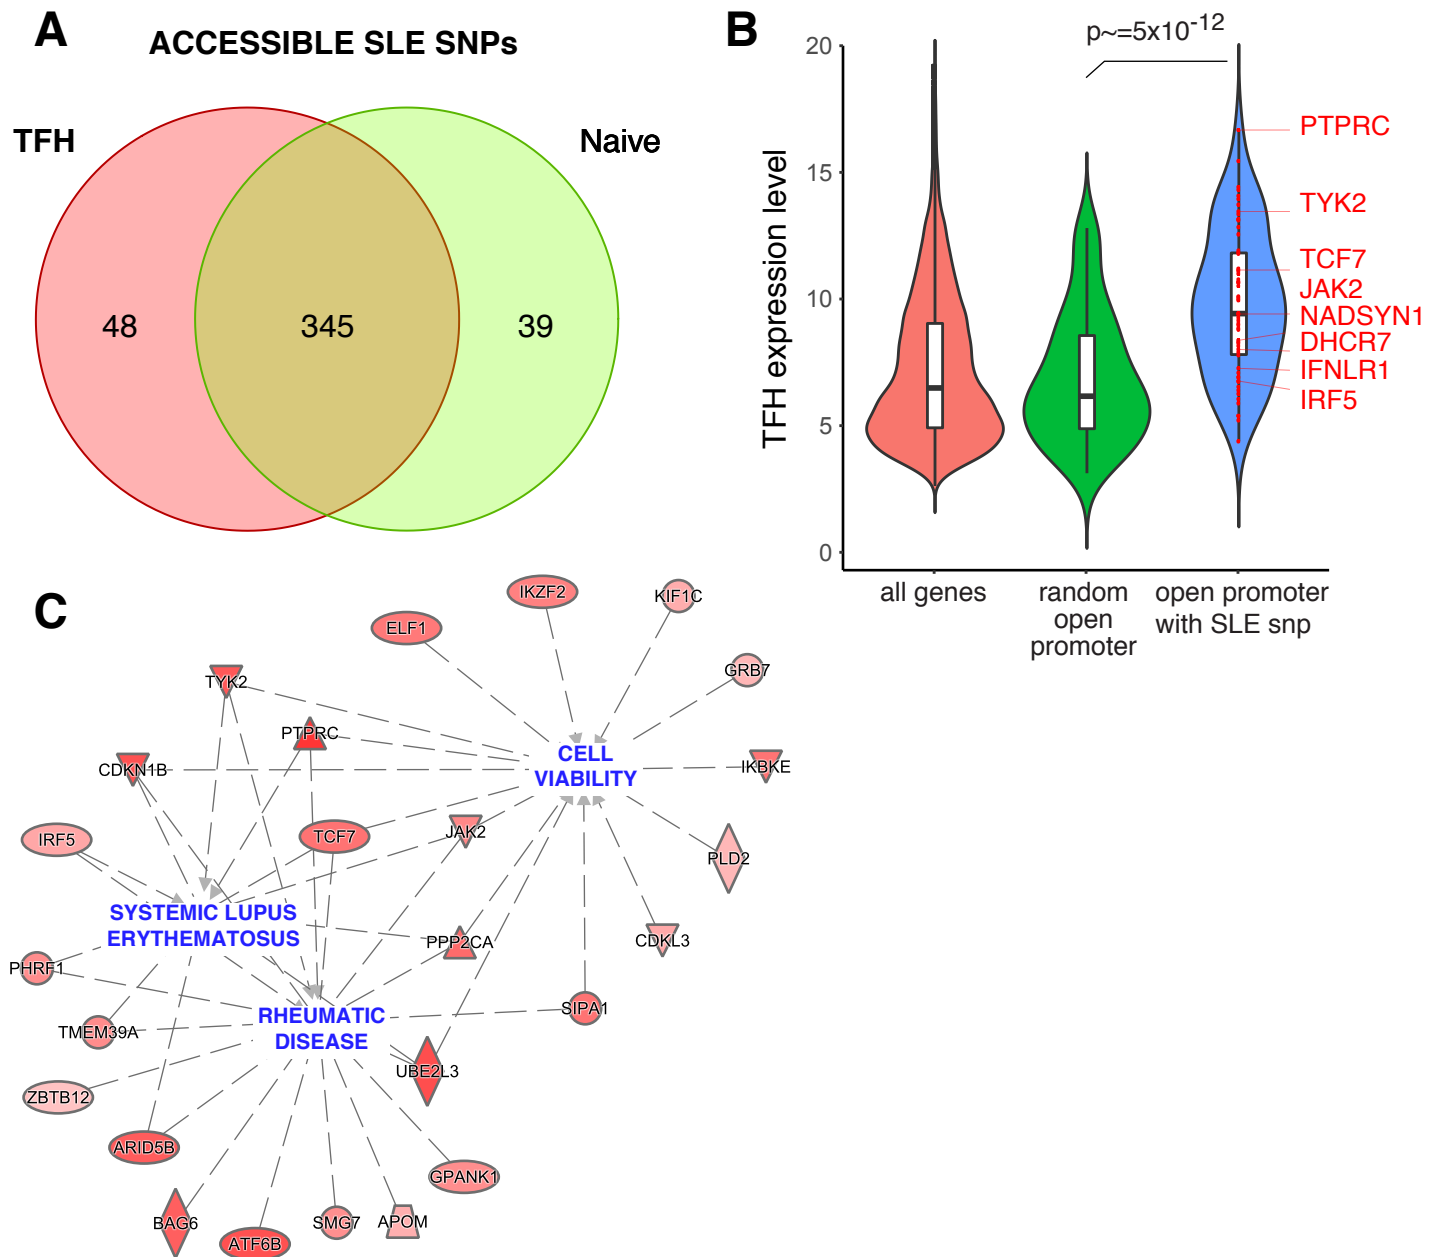 A
ACCESSIBLE SLE SNPs
TFH
Naive
48
345
39
B
p~=5x10-12
TFH expression level
20
15
10
5
0
PTPRC
TYK2
TCF7
JAK2
NADSYN1
DHCR7
IFNLR1
IRF5
all genes
random
open
promoter
open promoter
with SLE snp
C
IKZF2
KIF1C
ELF1
GRB7
TYK2
PTPRC
CDKN1B
CELL
VIABILITY
IKBKE
IRF5
TCF7
JAK2
PLD2
SYSTEMIC LUPUS
ERYTHEMATOSUS
PPP2CA
CDKL3
PHRF1
SIPA1
TMEM39A
RHEUMATIC
DISEASE
UBE2L3
ZBTB12
ARID5B
GPANK1
BAG6
ATF6B
SMG7
APOM